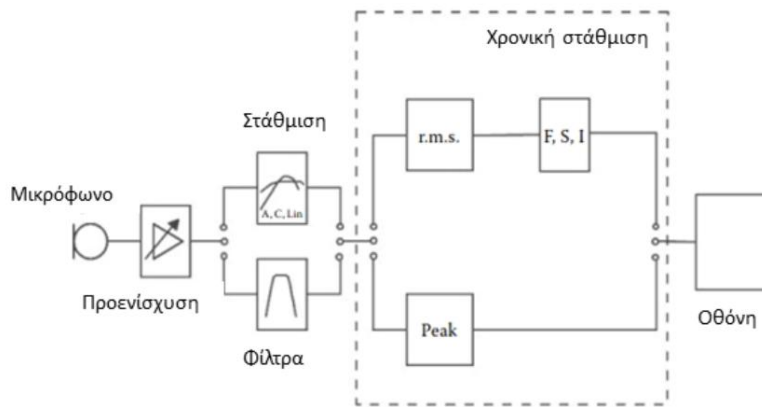 Χρονική στάθμιση
Στάθμιση
r.m.s.
F, S, I
Μικρόφωνο
A, C, Lin
Προενίσχυση
Φίλτρα
Peak
Οθόνη